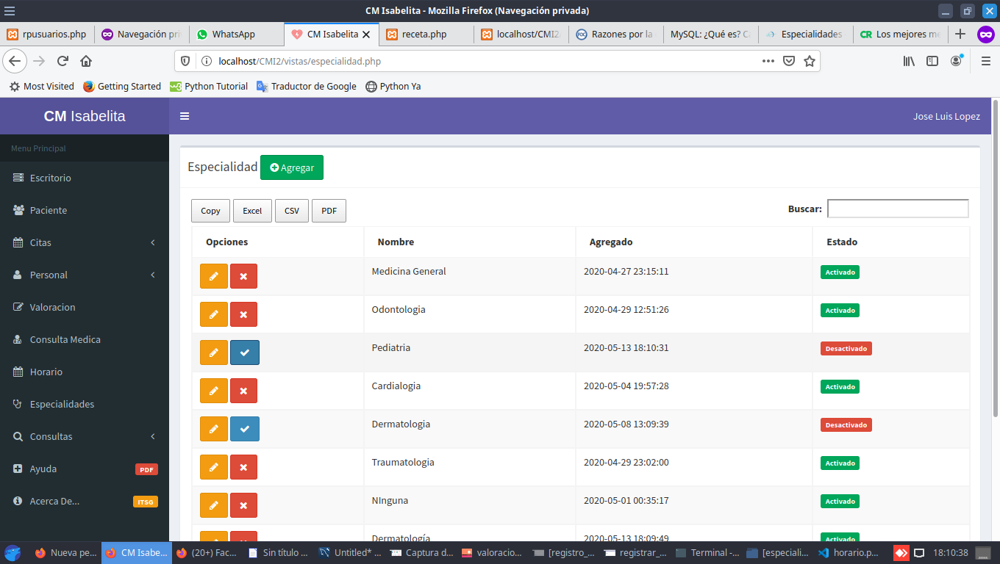 CM Isabelita - Mozilla Firefox (Navegación privada)
rpusuarios.php
Navegación pri
WhatsApp
CM Isabelita
receta.php
localhost/CMI2/
Razones por la
MySQL: ¿Qué es? C
Especialidades
CR Los mejores me
localhost/CMI2/vistas/especialidad.php
Most Visited
Getting Started
Python Tutorial
Traductor de Google
Python Ya
CM Isabelita
Jose Luis Lopez
Menu Principal
Escritorio
Paciente
Citas
Personal
Valoracion
Consulta Medica
Horario
Especialidades
Consultas
Ayuda PDF
Acerca De... ITSG
Especialidad Agregar
Copy Excel CSV PDF
Buscar:
Opciones Nombre Agregado Estado
Medicina General 2020-04-27 23:15:11 Activado
Odontologia 2020-04-29 12:51:26 Activado
Pediatria 2020-05-13 18:10:31 Desactivado
Cardialogia 2020-05-04 19:57:28 Activado
Dermatologia 2020-05-08 13:09:39 Desactivado
Traumatologia 2020-04-29 23:02:00 Activado
NInguna 2020-05-01 00:35:17 Activado
Dermatología 2020-05-13 18:09:49 Activado
Nueva pe...
CM Isabe...
(20+) Fac...
Sin título ...
Untitled* ...
Captura d...
valoracio...
[registro_...
registrar_...
Terminal -...
[especiali...
horario.p...
18:10:38